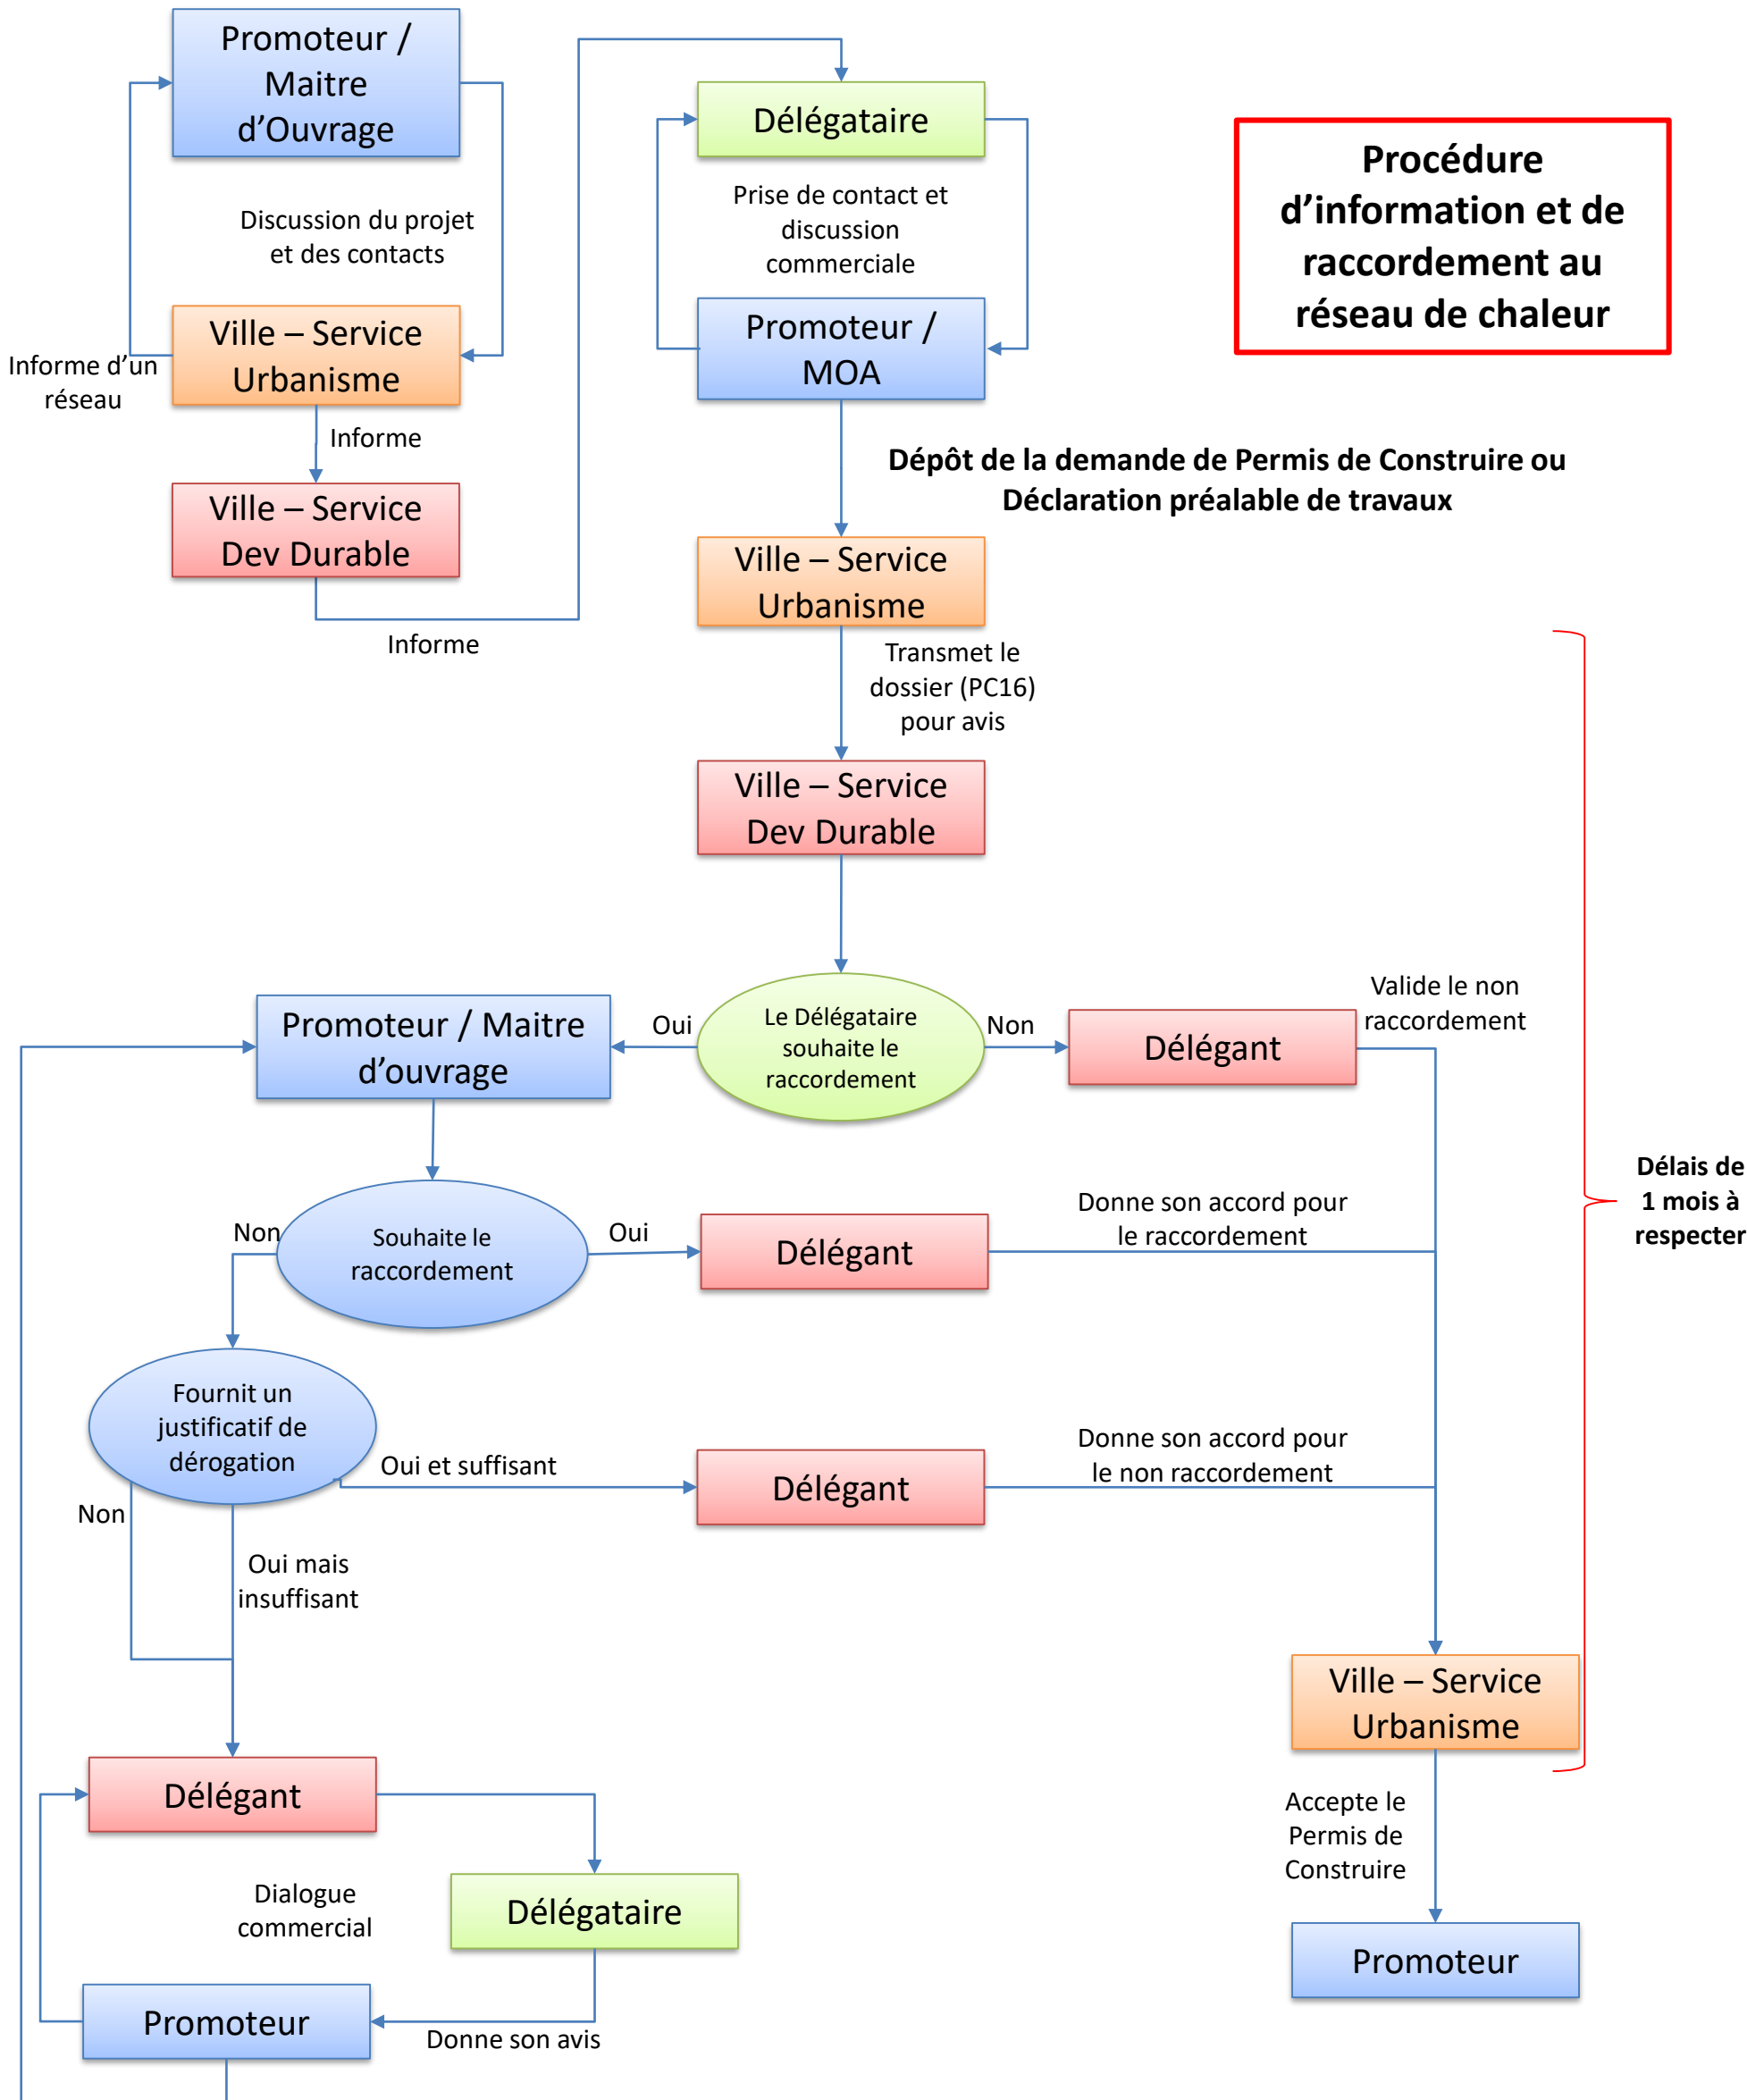 Promoteur /
Maitre
d’Ouvrage
Discussion du projet
et des contacts
Ville – Service
Urbanisme
Informe d’un
réseau
Informe
Ville – Service
Dev Durable
Informe
Délégataire
Prise de contact et
discussion
commerciale
Promoteur /
MOA
Procédure
d’information et de
raccordement au
réseau de chaleur
Dépôt de la demande de Permis de Construire ou
Déclaration préalable de travaux
Ville – Service
Urbanisme
Transmet le
dossier (PC16)
pour avis
Ville – Service
Dev Durable
Le Délégataire
souhaite le
raccordement
Oui
Non
Promoteur / Maitre
d’ouvrage
Délégant
Valide le non
raccordement
Délais de
1 mois à
respecter
Souhaite le
raccordement
Non
Oui
Délégant
Donne son accord pour
le raccordement
Fournit un
justificatif de
dérogation
Oui et suffisant
Délégant
Donne son accord pour
le non raccordement
Non
Oui mais
insuffisant
Ville – Service
Urbanisme
Délégant
Accepte le
Permis de
Construire
Dialogue
commercial
Délégataire
Promoteur
Promoteur
Donne son avis